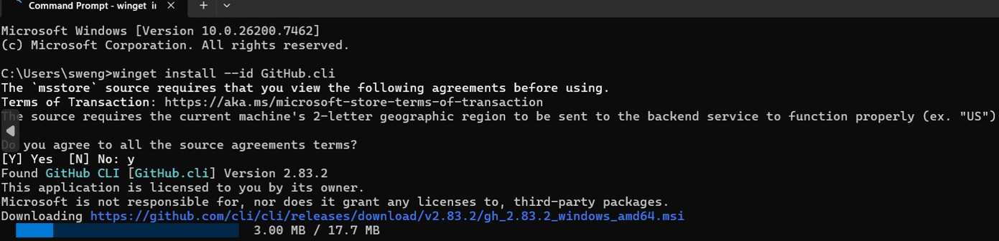 Command Prompt - winget in
Microsoft Windows [Version 10.0.26200.7462]
(c) Microsoft Corporation. All rights reserved.
C:\Users\sweng>winget install --id GitHub.cli
The `msstore` source requires that you view the following agreements before using.
Terms of Transaction: https://aka.ms/microsoft-store-terms-of-transaction
The source requires the current machine's 2-letter geographic region to be sent to the backend service to function properly (ex. "US")
Do you agree to all the source agreements terms?
[Y] Yes  [N] No: y
Found GitHub CLI [GitHub.cli] Version 2.83.2
This application is licensed to you by its owner.
Microsoft is not responsible for, nor does it grant any licenses to, third-party packages.
Downloading https://github.com/cli/cli/releases/download/v2.83.2/gh_2.83.2_windows_amd64.msi
3.00 MB / 17.7 MB